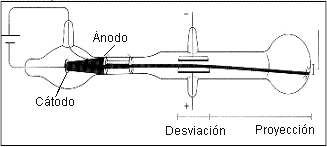 −
Ánodo
Cátodo
+
Desviación
Proyección